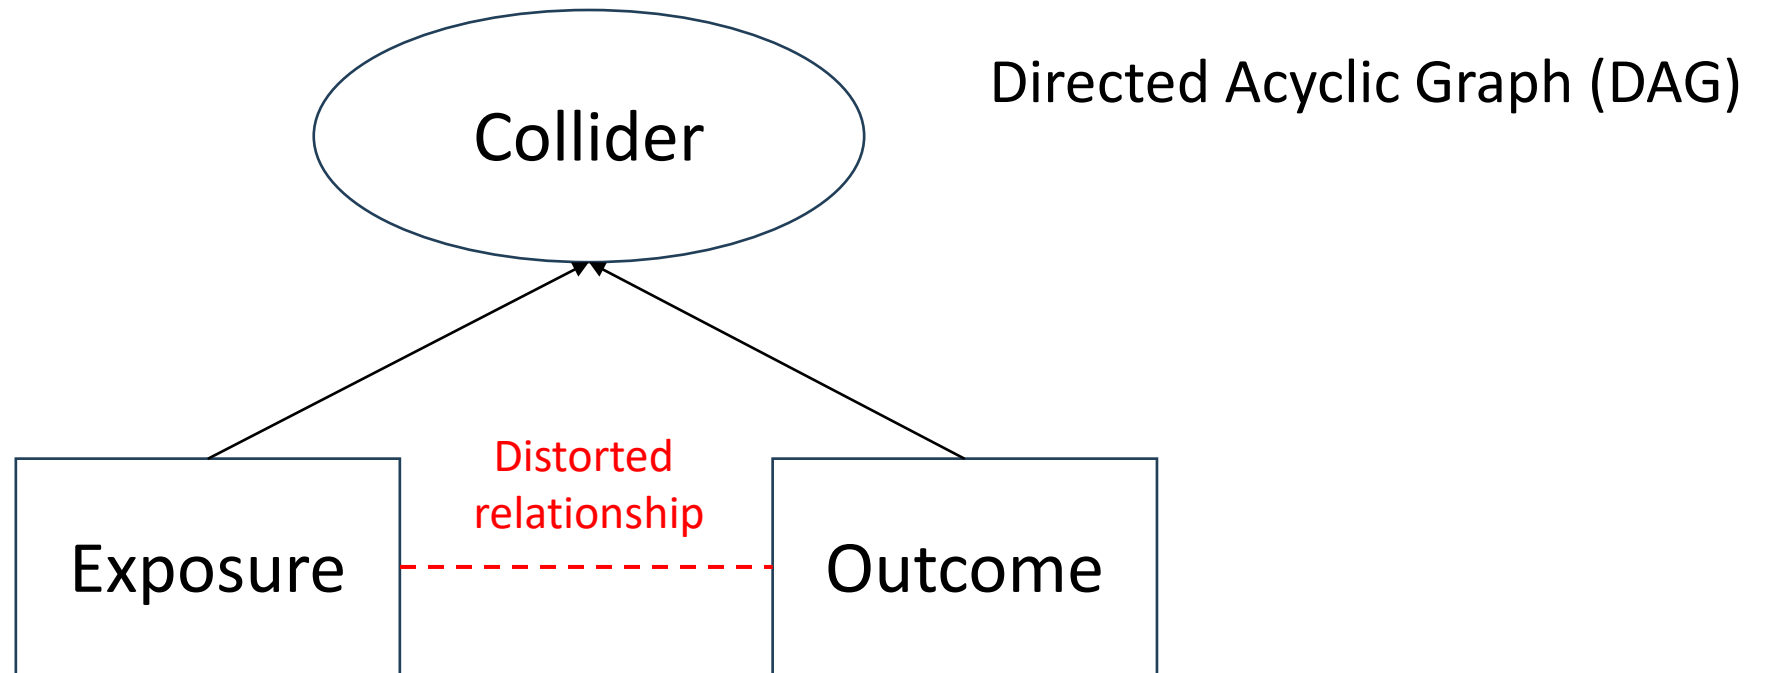 Directed Acyclic Graph (DAG)
Collider
Distorted
relationship
Exposure
Outcome